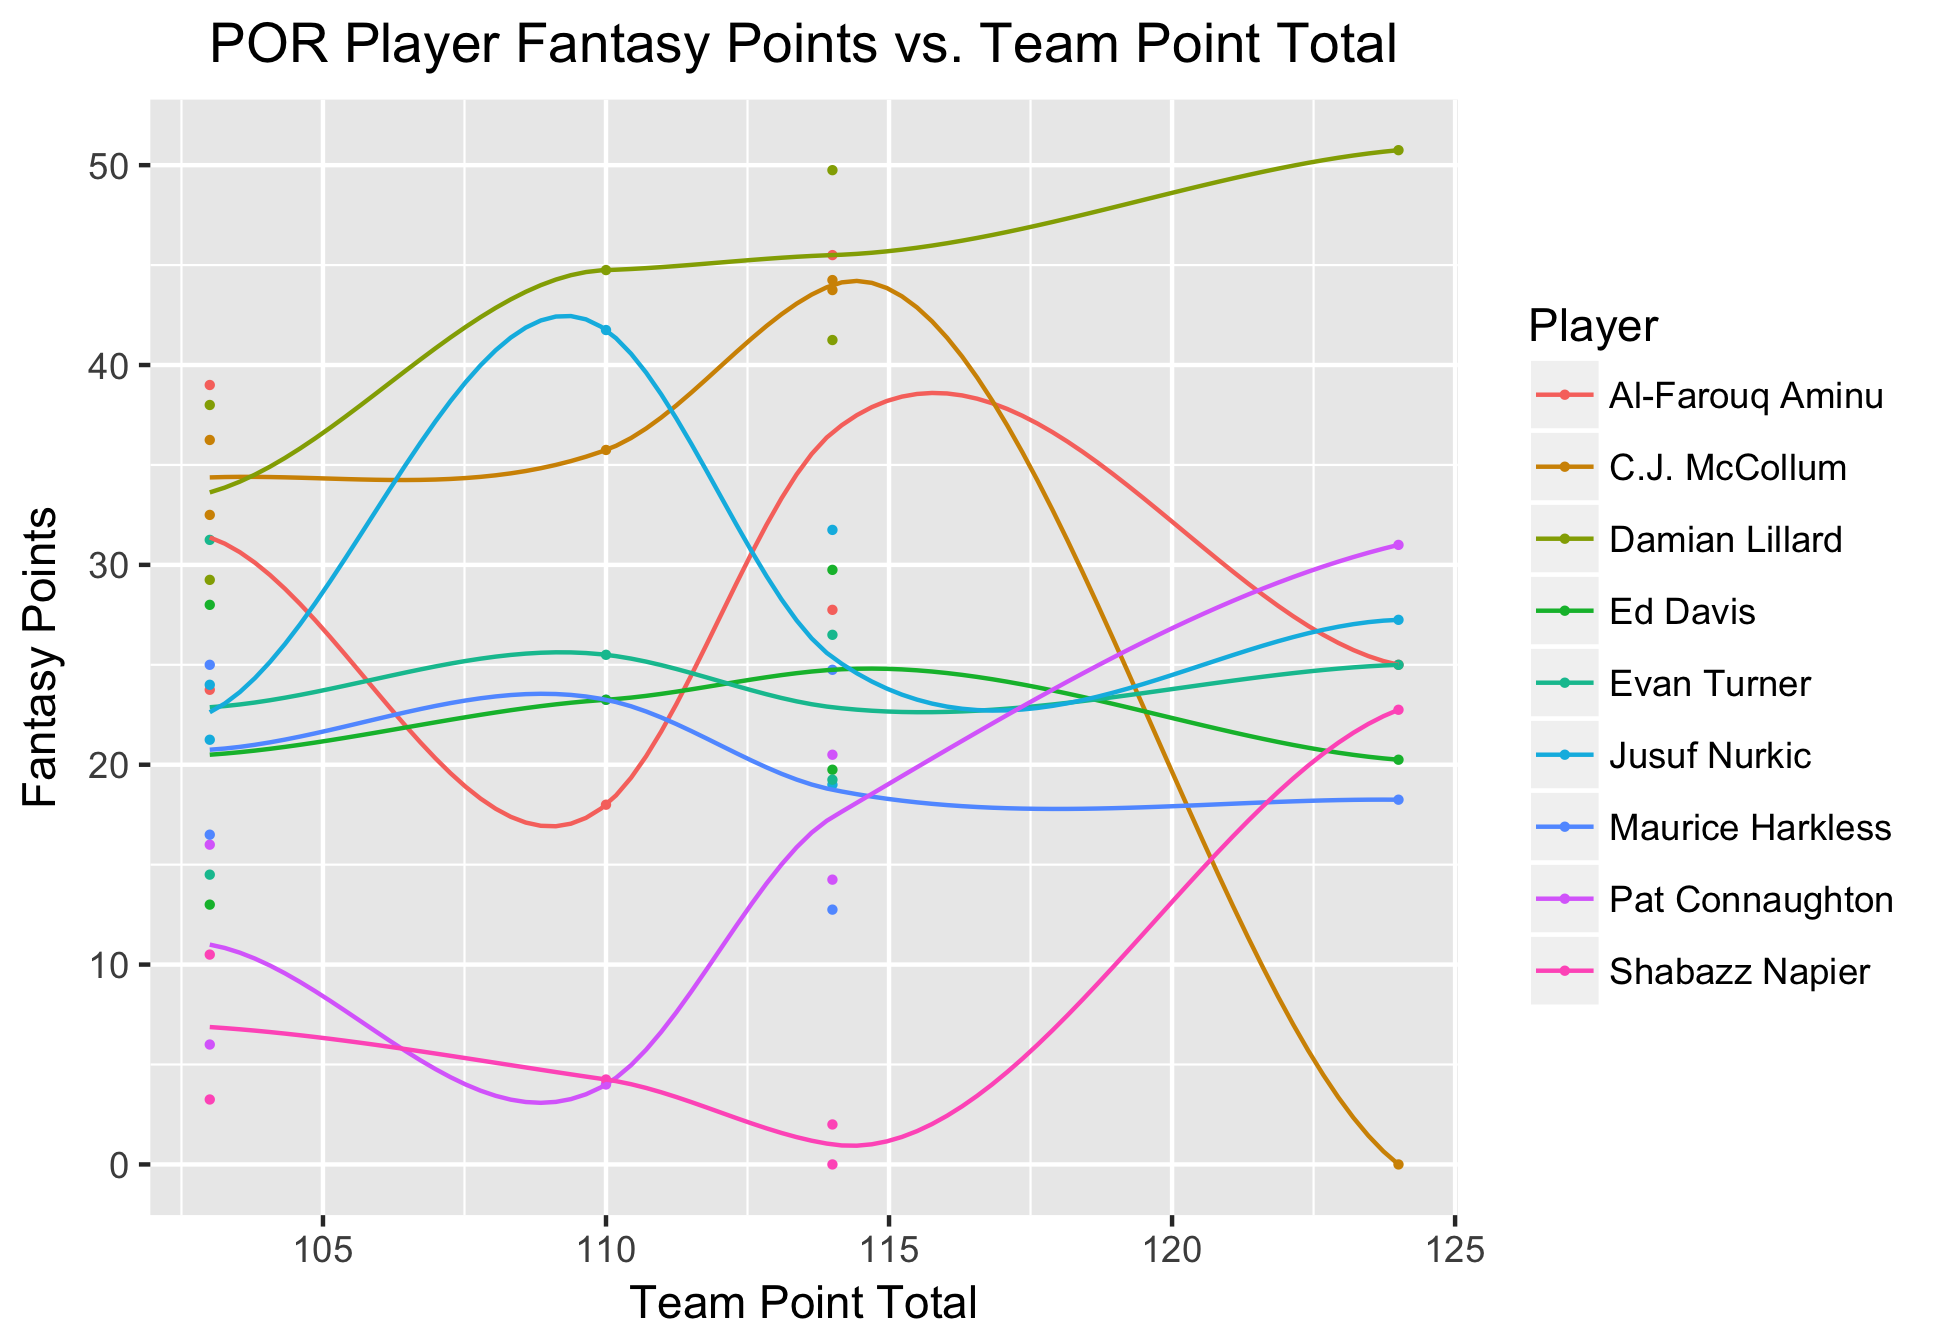 POR Player Fantasy Points vs. Team Point Total
Fantasy Points
50
40
30
20
10
0
105 110 115 120 125
Team Point Total
Player
Al-Farouq Aminu
C.J. McCollum
Damian Lillard
Ed Davis
Evan Turner
Jusuf Nurkic
Maurice Harkless
Pat Connaughton
Shabazz Napier